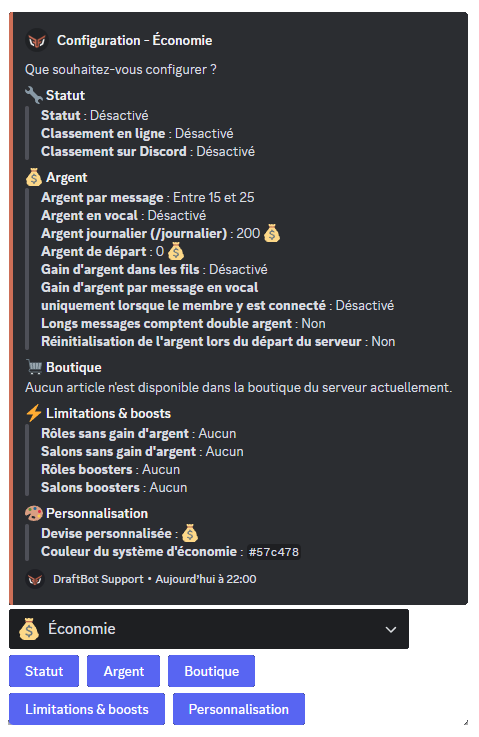 Configuration - Économie
Que souhaitez-vous configurer ?
Statut
Statut : Désactivé
Classement en ligne : Désactivé
Classement sur Discord : Désactivé
Argent
Argent par message : Entre 15 et 25
Argent en vocal : Désactivé
Argent journalier (/journalier) : 200
Argent de départ : 0
Gain d'argent dans les fils : Désactivé
Gain d'argent par message en vocal
uniquement lorsque le membre y est connecté : Désactivé
Longs messages comptent double argent : Non
Réinitialisation de l'argent lors du départ du serveur : Non
Boutique
Aucun article n'est disponible dans la boutique du serveur actuellement.
Limitations & boosts
Rôles sans gain d'argent : Aucun
Salons sans gain d'argent : Aucun
Rôles boosters : Aucun
Salons boosters : Aucun
Personnalisation
Devise personnalisée :
Couleur du système d'économie : #57c478
DraftBot Support • Aujourd'hui à 22:00
Économie
Statut Argent Boutique
Limitations & boosts Personnalisation